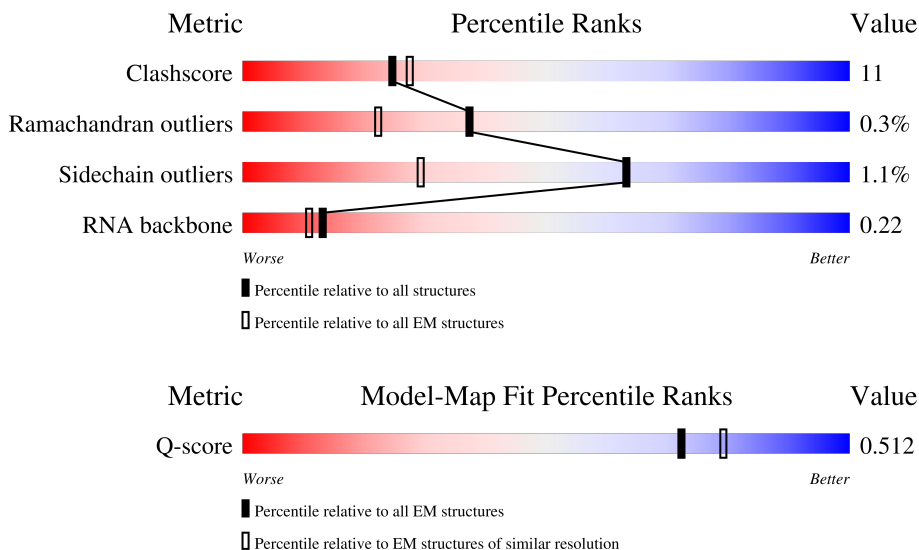 Metric Percentile Ranks Value
Clashscore 11
Ramachandran outliers 0.3%
Sidechain outliers 1.1%
RNA backbone 0.22
Worse Better
Percentile relative to all structures
Percentile relative to all EM structures
Metric Model-Map Fit Percentile Ranks Value
Q-score 0.512
Worse Better
Percentile relative to all EM structures
Percentile relative to EM structures of similar resolution